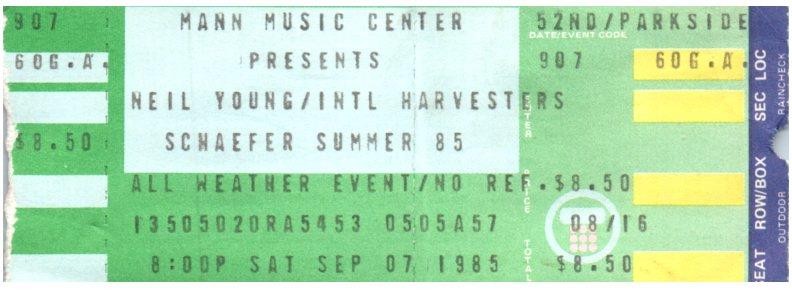 907 MANN MUSIC CENTER 52ND/PARKSIDE
DATE/EVENT CODE
60G.A. PRESENTS 907 60G.A.
NEIL YOUNG/INTL HARVESTERS
$8.50 SCHAEFER SUMMER 85
ALL WEATHER EVENT/NO REF.$8.50
PRICE
13505020RA5453 0505A57 08/16
TOTAL
8:00P SAT SEP 07 1985 $8.50
SEC LOC
ROW/BOX
SEAT
RAINCHECK
OUTDOOR